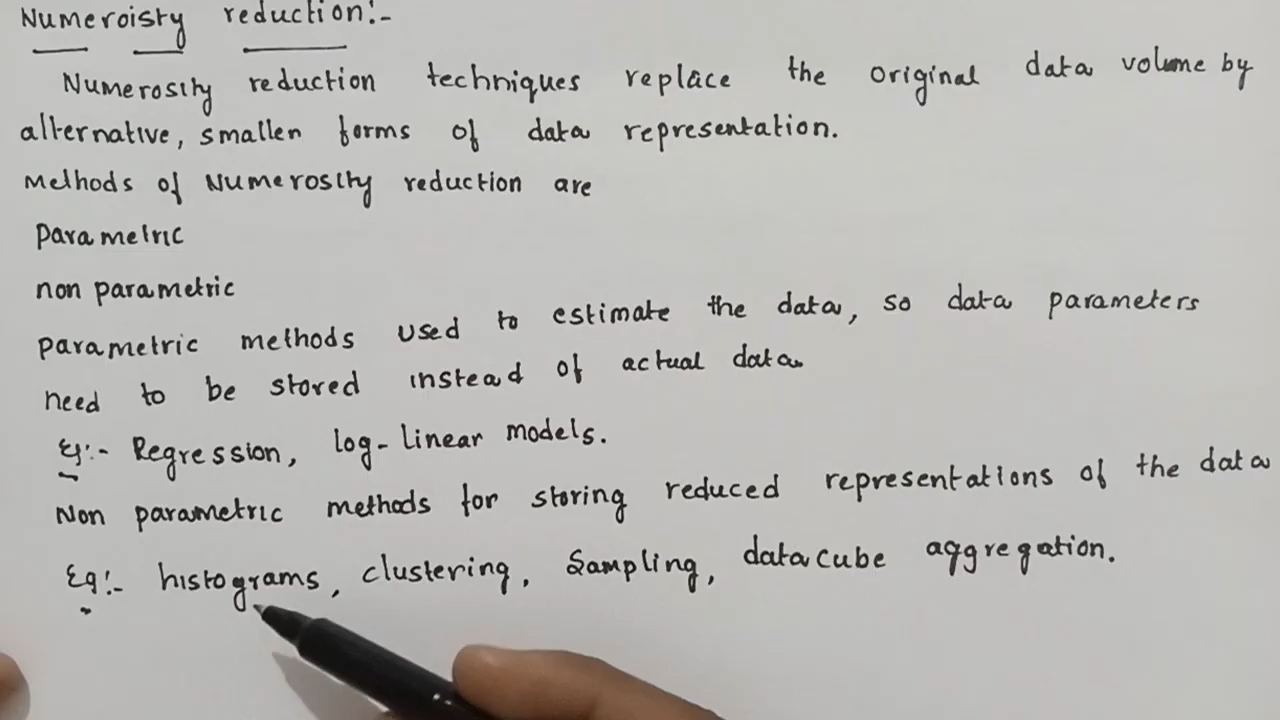 Numeroisty reduction:-
Numerosity reduction techniques replace the original data volume by
alternative, smaller forms of data representation.
Methods of Numerosity reduction are
parametric
non parametric
parametric methods used to estimate the data, so data parameters
need to be stored instead of actual data
Eg:- Regression, log-linear models.
Non parametric methods for storing reduced representations of the data
Eg:- histograms, clustering, Sampling, datacube aggregation.